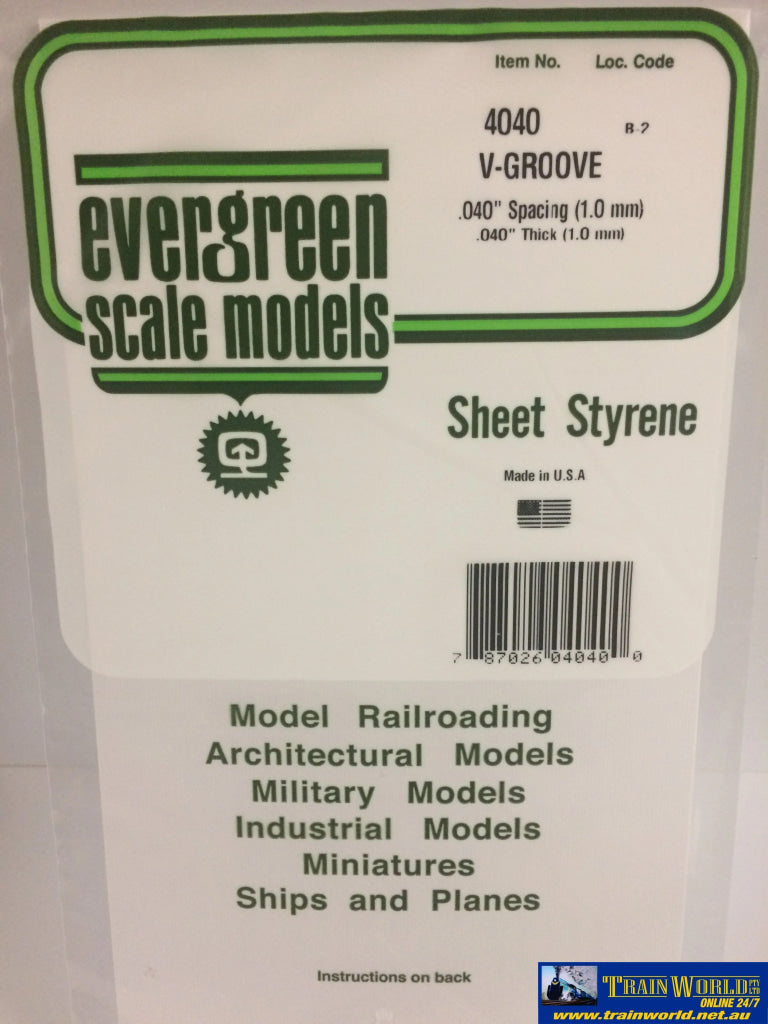 Item No. Loc. Code
4040 B-2
V-GROOVE
.040" Spacing (1.0 mm)
.040" Thick (1.0 mm)
evergreen
scale models
Sheet Styrene
Made in U.S.A
7 87026 04040 0
Model Railroading
Architectural Models
Military Models
Industrial Models
Miniatures
Ships and Planes
Instructions on back
TRAIN WORLD PTY LTD
ONLINE 24/7
www.trainworld.net.au